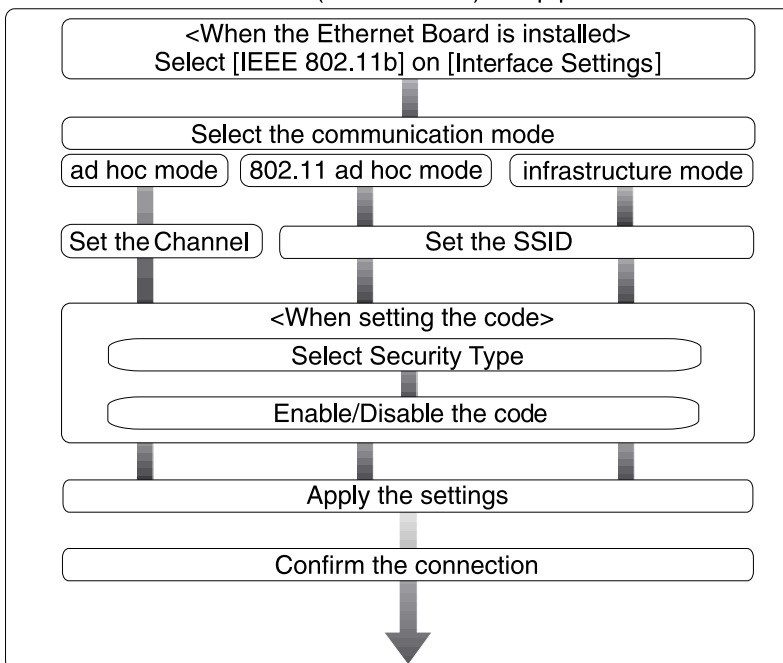 <When the Ethernet Board is installed>
Select [IEEE 802.11b] on [Interface Settings]
Select the communication mode
ad hoc mode
802.11 ad hoc mode
infrastructure mode
Set the Channel
Set the SSID
<When setting the code>
Select Security Type
Enable/Disable the code
Apply the settings
Confirm the connection